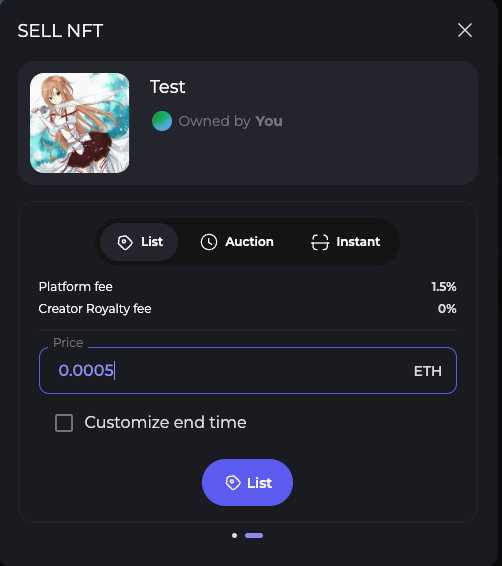 SELL NFT
Test
Owned by You
List Auction Instant
Platform fee 1.5%
Creator Royalty fee 0%
Price
0.0005 ETH
Customize end time
List